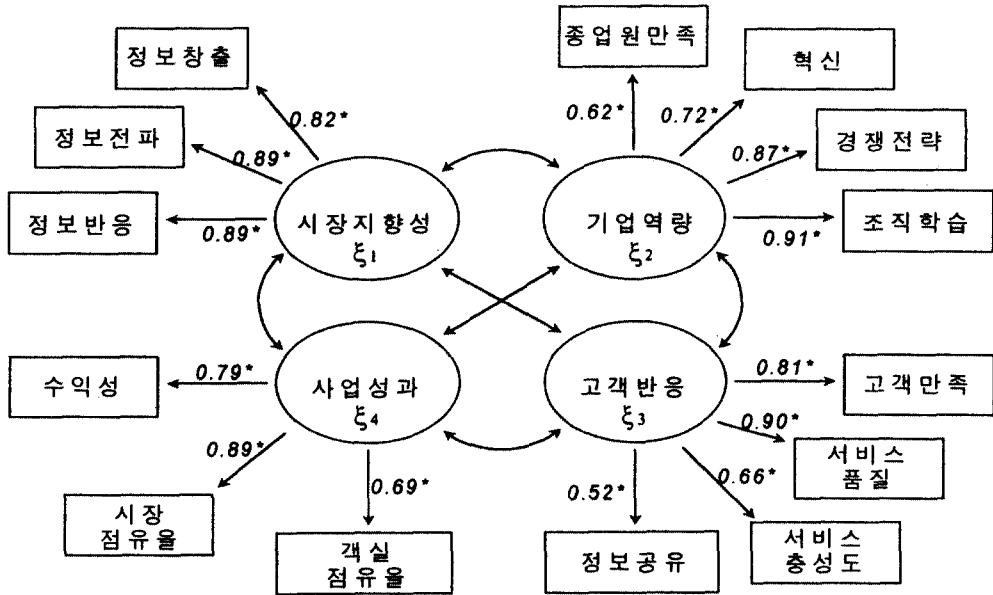 종업원만족
정보창출
혁신
0.82*
0.62*
0.72*
정보전파
경쟁전략
0.89*
0.87*
정보반응
0.89*
시장지향성
ξ1
기업역량
ξ2
0.91*
조직학습
수익성
0.79*
사업성과
ξ4
고객반응
ξ3
0.81*
고객만족
0.90*
서비스
품질
0.89*
0.69*
0.52*
0.66*
시장
점유율
객실
점유율
정보공유
서비스
충성도